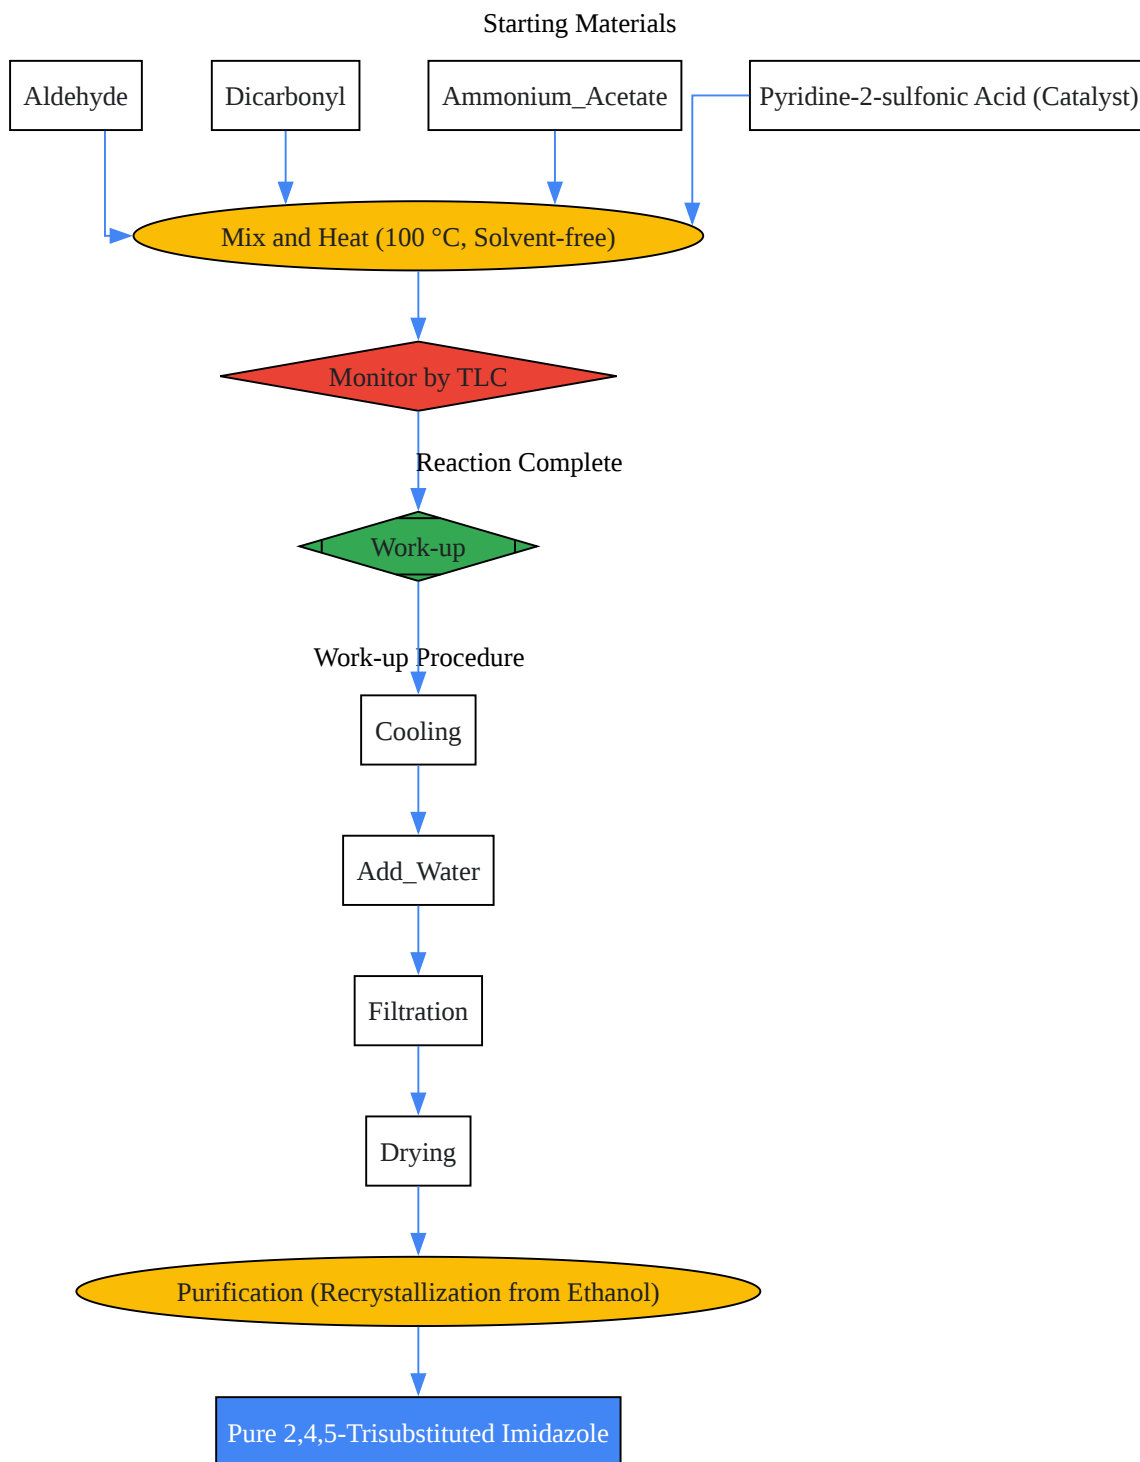 Starting Materials
Aldehyde
Dicarbonyl
Ammonium_Acetate
Pyridine-2-sulfonic Acid (Catalyst)
Mix and Heat (100 °C, Solvent-free)
Monitor by TLC
Reaction Complete
Work-up
Work-up Procedure
Cooling
Add_Water
Filtration
Drying
Purification (Recrystallization from Ethanol)
Pure 2,4,5-Trisubstituted Imidazole